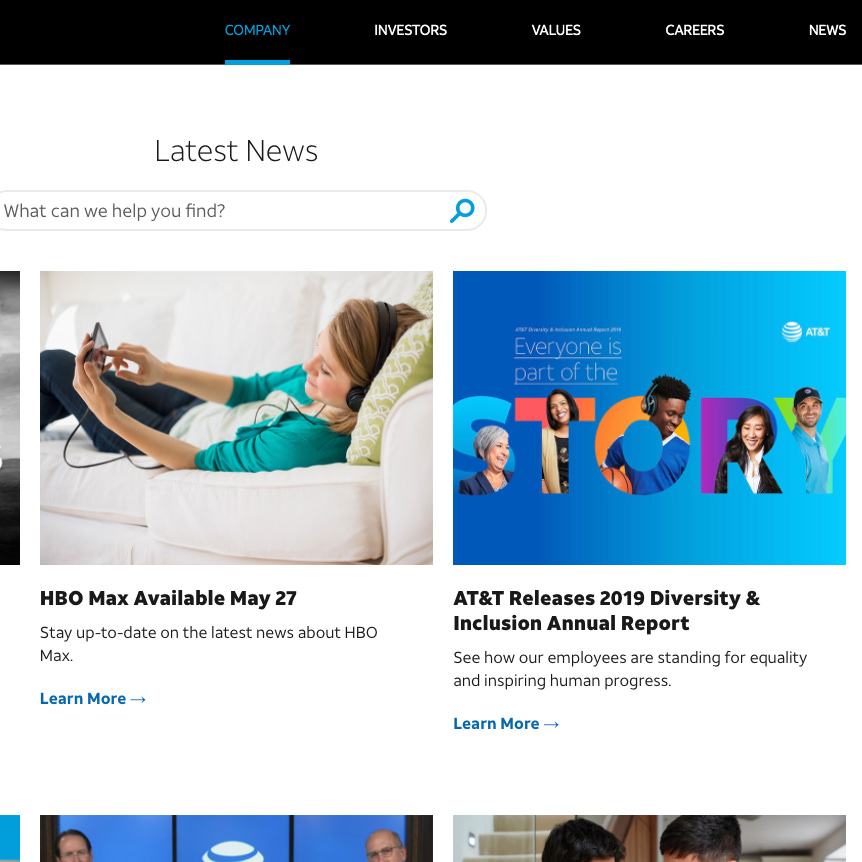 COMPANY
INVESTORS
VALUES
CAREERS
NEWS
Latest News
What can we help you find?
AT&T Diversity & Inclusion Annual Report 2019
Everyone is
part of the
STORY
AT&T
HBO Max Available May 27
Stay up-to-date on the latest news about HBO
Max.
Learn More →
AT&T Releases 2019 Diversity &
Inclusion Annual Report
See how our employees are standing for equality
and inspiring human progress.
Learn More →